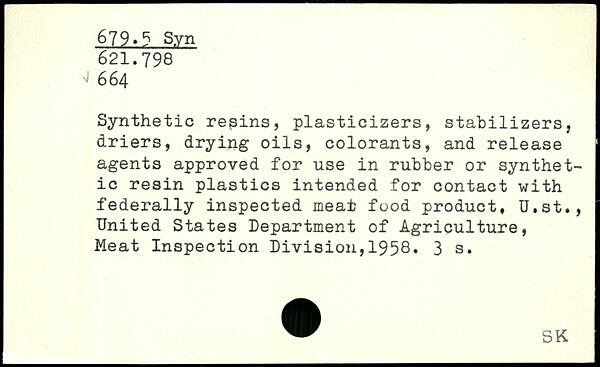 679.5 Syn
621.798
√ 664
Synthetic resins, plasticizers, stabilizers,
driers, drying oils, colorants, and release
agents approved for use in rubber or synthet-
ic resin plastics intended for contact with
federally inspected meat food product. U.st.,
United States Department of Agriculture,
Meat Inspection Division,1958. 3 s.
SK